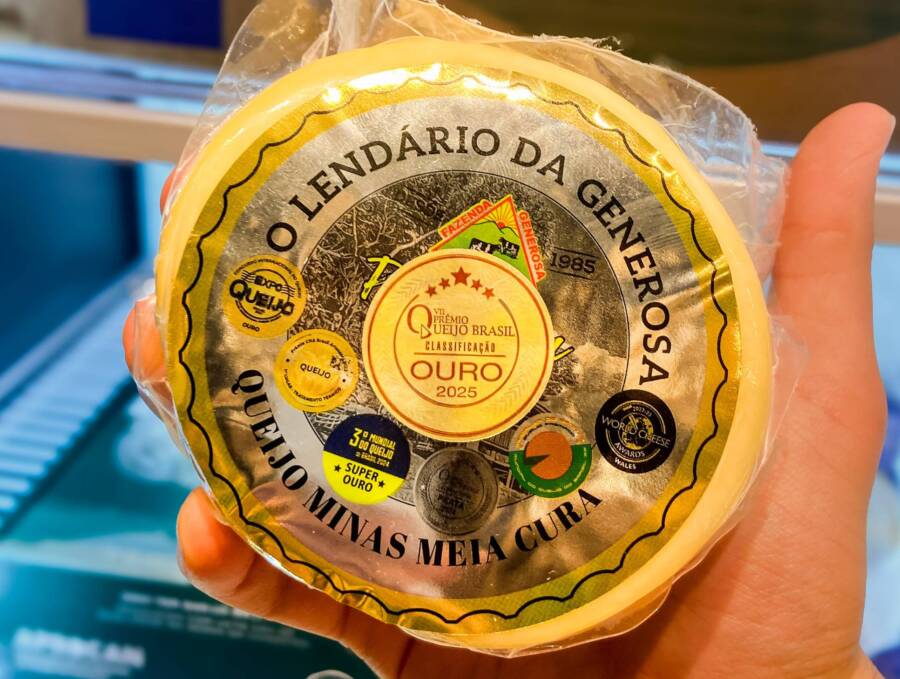 O LENDÁRIO DA GENEROSA
FAZENDA
GENEROSA
1985
EXPO
QUEIJO
OURO
QUEIJO
VII
PRÊMIO
QUEIJO BRASIL
CLASSIFICAÇÃO
OURO
2025
3º MUNDIAL
DO QUEIJO
SUPER
OURO
WORLD CHEESE
AWARDS
WALES
QUEIJO MINAS MEIA CURA